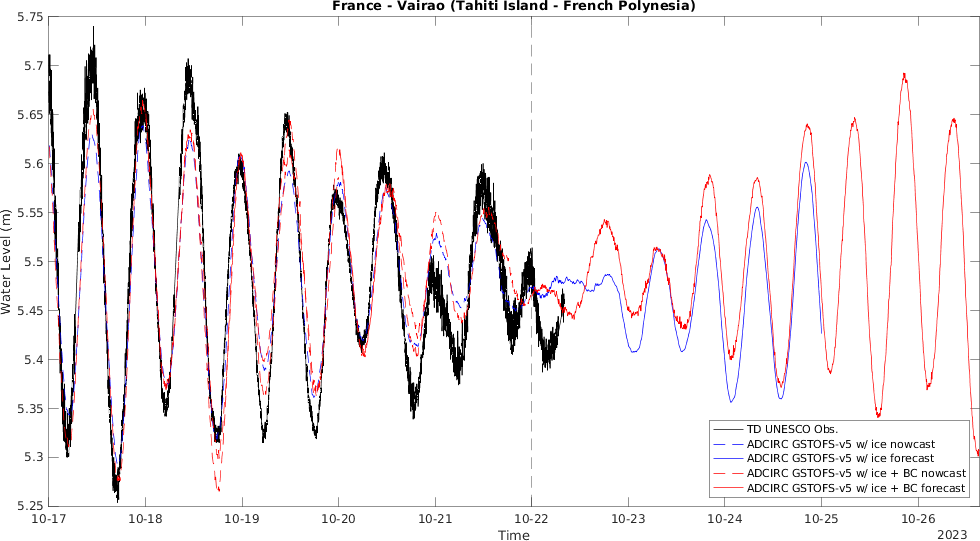 France - Vairao (Tahiti Island - French Polynesia)
5.75
5.7
5.65
5.6
5.55
5.5
5.45
5.4
5.35
5.3
5.25
Water Level (m)
TD UNESCO Obs.
ADCIRC GSTOFS-v5 w/ ice nowcast
ADCIRC GSTOFS-v5 w/ ice forecast
ADCIRC GSTOFS-v5 w/ ice + BC nowcast
ADCIRC GSTOFS-v5 w/ ice + BC forecast
10-17 10-18 10-19 10-20 10-21 10-22 10-23 10-24 10-25 10-26
Time
2023